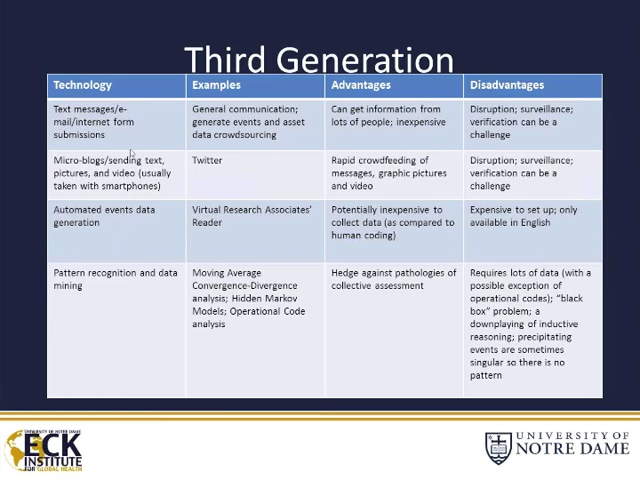 Third Generation
Technology
Examples
Advantages
Disadvantages
Text messages/e-
mail/internet form
submissions
General communication;
generate events and asset
data crowdsourcing
Can get information from
lots of people; inexpensive
Disruption; surveillance;
verification can be a
challenge
Micro-blogs/sending text,
pictures, and video (usually
taken with smartphones)
Twitter
Rapid crowdfeeding of
messages, graphic pictures
and video
Disruption; surveillance;
verification can be a
challenge
Automated events data
generation
Virtual Research Associates'
Reader
Potentially inexpensive to
collect data (as compared to
human coding)
Expensive to set up; only
available in English
Pattern recognition and data
mining
Moving Average
Convergence-Divergence
analysis; Hidden Markov
Models; Operational Code
analysis
Hedge against pathologies of
collective assessment
Requires lots of data (with a
possible exception of
operational codes); "black
box" problem; a
downplaying of inductive
reasoning; precipitating
events are sometimes
singular so there is no
pattern
UNIVERSITY OF NOTRE DAME
ECK
INSTITUTE
FOR GLOBAL HEALTH
UNIVERSITY OF
NOTRE DAME